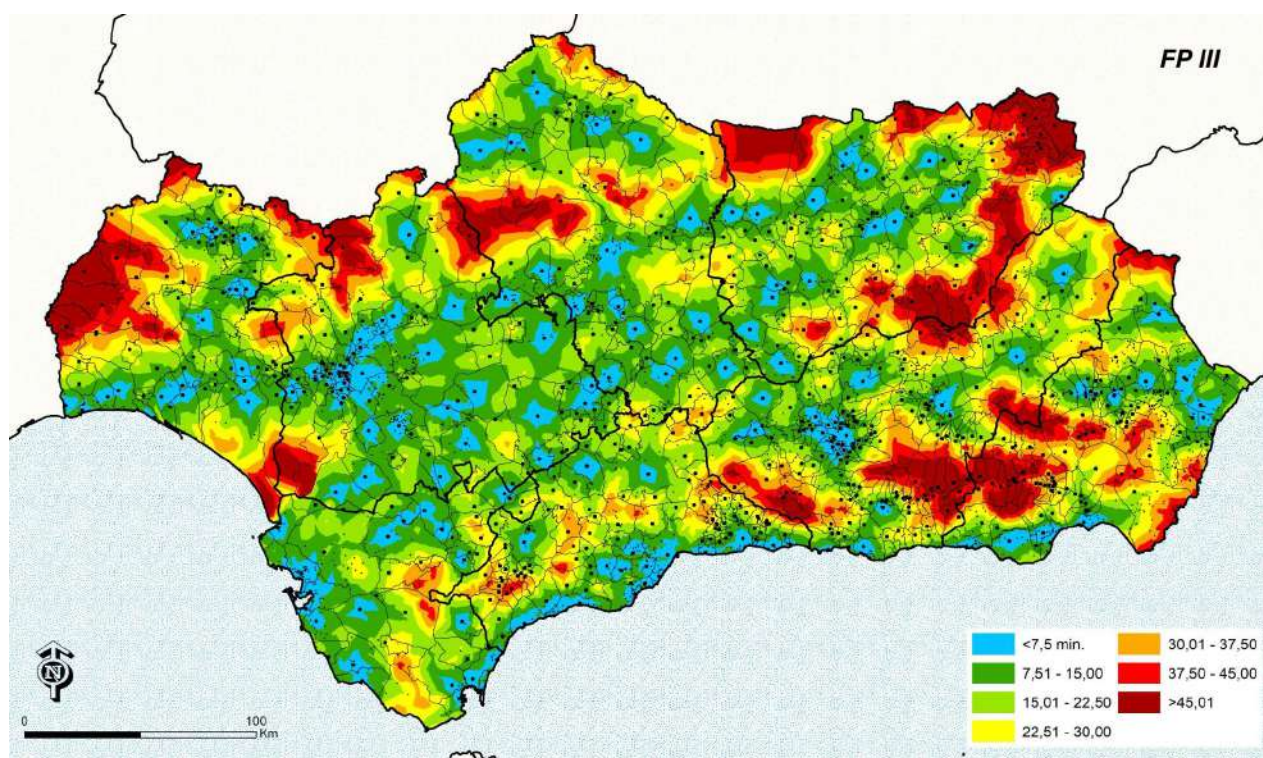 FP III
N
0
100
Km
<7,5 min.
7,51 - 15,00
15,01 - 22,50
22,51 - 30,00
30,01 - 37,50
37,50 - 45,00
>45,01